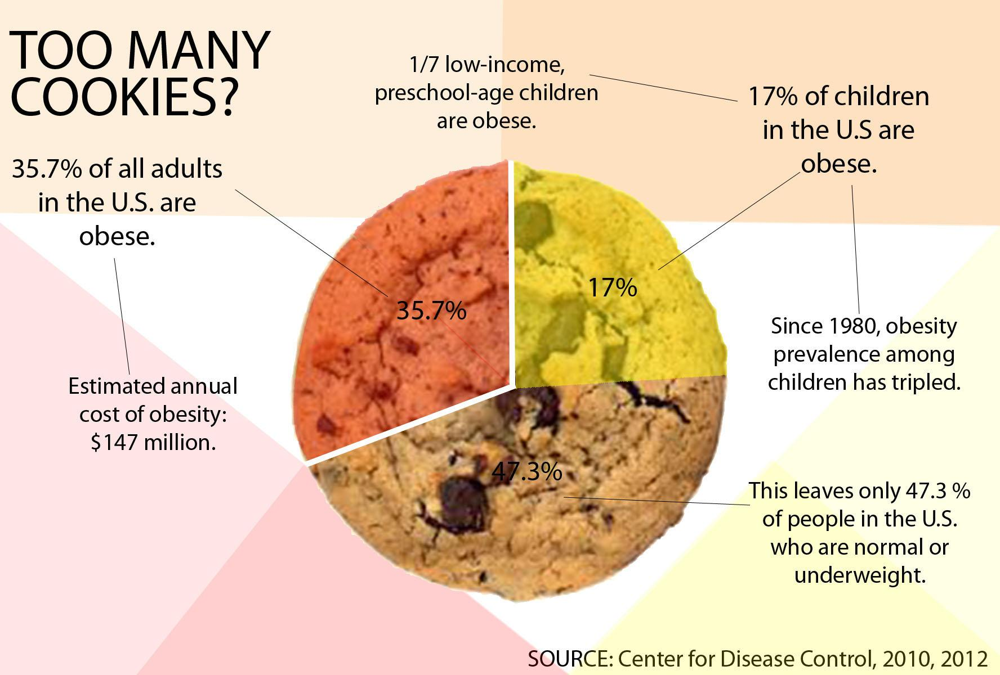 TOO MANY
COOKIES?
1/7 low-income,
preschool-age children
are obese.
17% of children
in the U.S are
obese.
35.7% of all adults
in the U.S. are
obese.
17%
35.7%
Since 1980, obesity
prevalence among
children has tripled.
Estimated annual
cost of obesity:
$147 million.
47.3%
This leaves only 47.3 %
of people in the U.S.
who are normal or
underweight.
SOURCE: Center for Disease Control, 2010, 2012